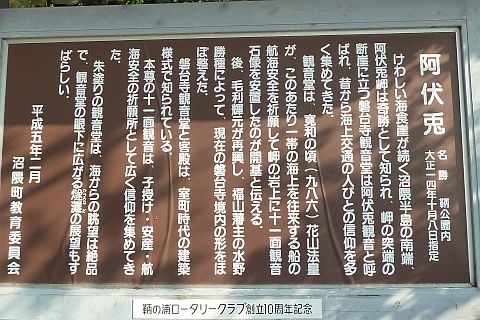 阿伏兎
名勝 鞆公園内
大正一四年十月八日指定
けわしい海食崖が続く沼隈半島の南端、
阿伏兎岬は奇勝として知られ、岬の突端の
断崖に立つ磐台寺観音堂は阿伏兎観音と呼
ばれ、昔から海上交通の人びとの信仰を多
く集めてきた。
観音堂は、寛和の頃(九八六)花山法皇
が、このあたり一帯の海上を往来する船の
航海安全を祈願して岬の岩上に十一面観音
石像を安置したのが開基と伝える。
後、毛利輝元が再興し、福山藩主の水野
勝種によって、現在の磐台寺境内の形をほ
ぼ整えた。
磐台寺観音堂と客殿は、室町時代の建築
様式で知られている。
本尊の十一面観音は、子授け・安産・航
海安全の祈願所として広く信仰を集めてき
た。
朱塗りの観音堂は、海からの眺望は絶品
で、観音堂の眼下に広がる燧灘の展望もす
ばらしい。
平成五年二月
沼隈町教育委員会
鞆の浦ロータリークラブ創立10周年記念